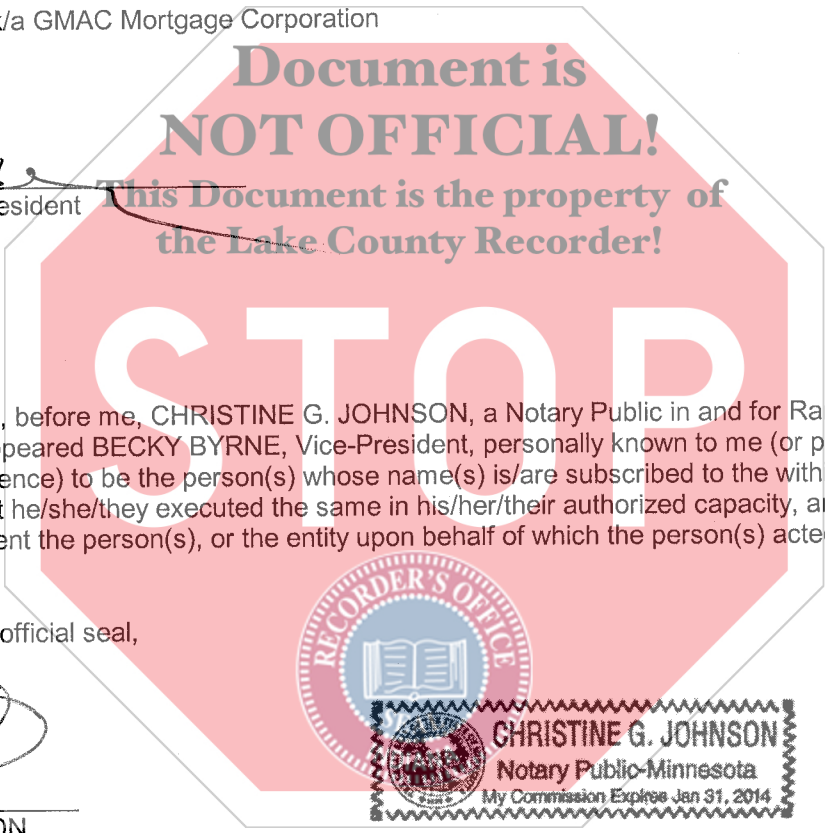 /a GMAC Mortgage Corporation
Document is
NOT OFFICIAL!
This Document is the property of
esident
the Lake County Recorder!
STOP
, before me, CHRISTINE G. JOHNSON, a Notary Public in and for Ra
peared BECKY BYRNE, Vice-President, personally known to me (or p
ence) to be the person(s) whose name(s) is/are subscribed to the with
t he/she/they executed the same in his/her/their authorized capacity, a
ent the person(s), or the entity upon behalf of which the person(s) acte
RECORDER'S OFFICE
official seal,
CHRISTINE G. JOHNSON
Notary Public-Minnesota
My Commission Expires Jan 31, 2014
ON